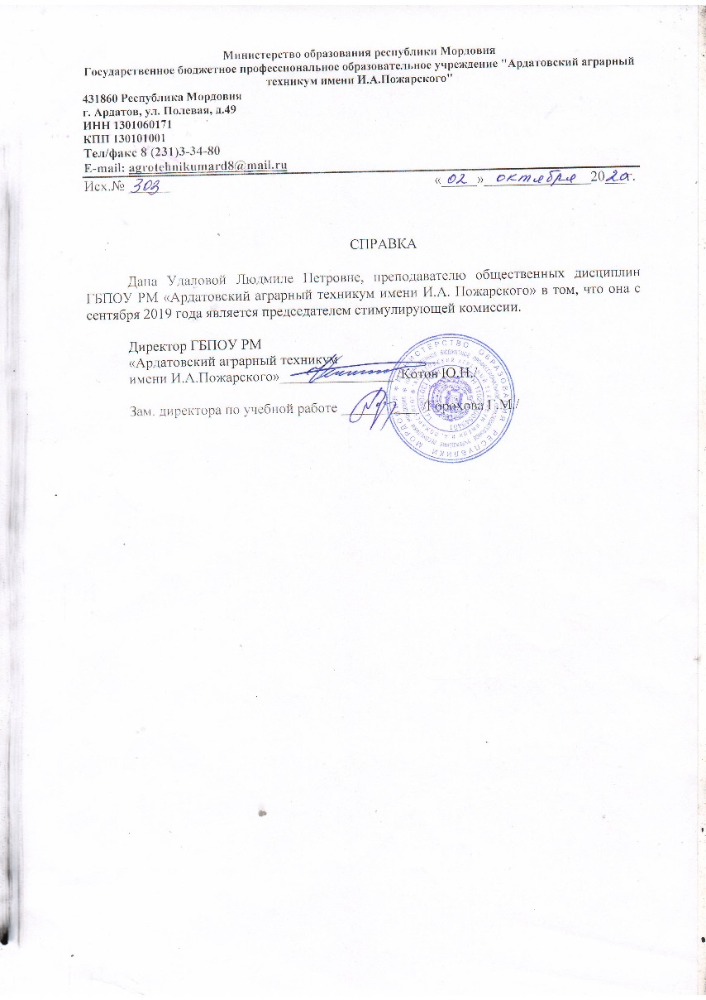 Министерство образования республики Мордовия
Государственное бюджетное профессиональное образовательное учреждение "Ардатовский аграрный
техникум имени И.А.Пожарского"
431860 Республика Мордовия
г. Ардатов, ул. Полевая, д.49
ИНН 1301060171
КПП 130101001
Тел/факс 8 (231)3-34-80
E-mail: agrotehnikumard8@mail.ru
Исх.№ 303 «02» октября 2020г.
СПРАВКА
Дана Удаловой Людмиле Петровне, преподавателю общественных дисциплин
ГБПОУ РМ «Ардатовский аграрный техникум имени И.А. Пожарского» в том, что она с
сентября 2019 года является председателем стимулирующей комиссии.
Директор ГБПОУ РМ
«Ардатовский аграрный техникум
имени И.А.Пожарского» /Котов Ю.Н./
Зам. директора по учебной работе /Горохова Г.М./
МИНИСТЕРСТВО ОБРАЗОВАНИЯ РЕСПУБЛИКИ МОРДОВИЯ